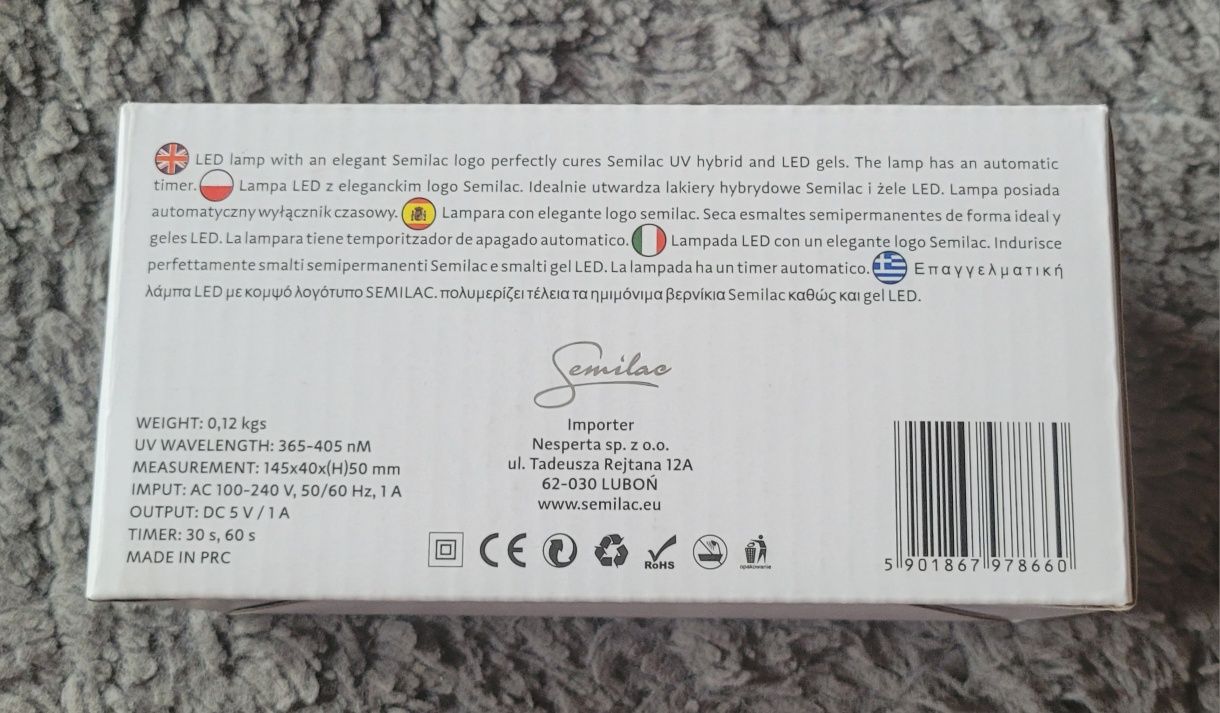 LED lamp with an elegant Semilac logo perfectly cures Semilac UV hybrid and LED gels. The lamp has an automatic
timer. Lampa LED z eleganckim logo Semilac. Idealnie utwardza lakiery hybrydowe Semilac i żele LED. Lampa posiada
automatyczny wyłącznik czasowy. Lampara con elegante logo semilac. Seca esmaltes semipermanentes de forma ideal y
geles LED. La lampara tiene temporitzador de apagado automatico. Lampada LED con un elegante logo Semilac. Indurisce
perfettamente smalti semipermanenti Semilac e smalti gel LED. La lampada ha un timer automatico. Επαγγελματική
λάμπα LED με κομψό λογότυπο SEMILAC. πολυμερίζει τέλεια τα ημιμόνιμα βερνίκια Semilac καθώς και gel LED.
Semilac
WEIGHT: 0,12 kgs
UV WAVELENGTH: 365-405 nM
MEASUREMENT: 145x40x(H)50 mm
IMPUT: AC 100-240 V, 50/60 Hz, 1 A
OUTPUT: DC 5 V / 1 A
TIMER: 30 s, 60 s
MADE IN PRC
Importer
Nesperta sp. z o.o.
ul. Tadeusza Rejtana 12A
62-030 LUBOŃ
www.semilac.eu
CE
RoHS
opakowanie
5 901867 978660